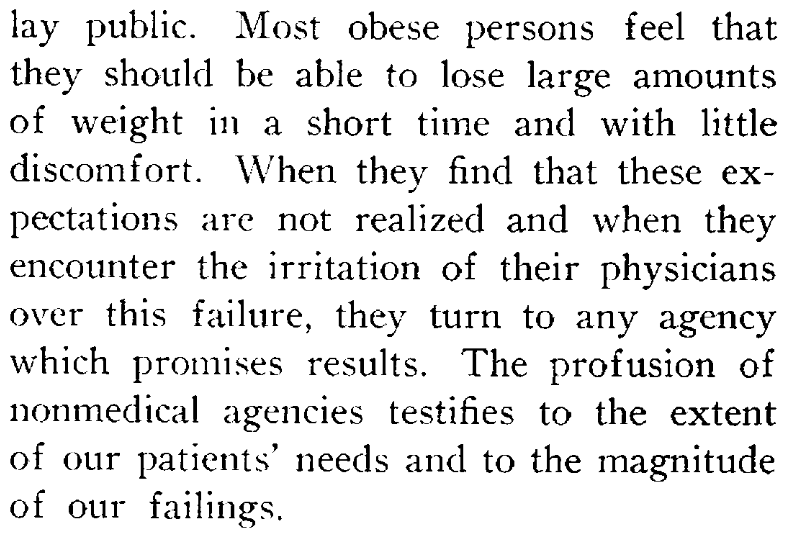 lay public. Most obese persons feel that
they should be able to lose large amounts
of weight in a short time and with little
discomfort. When they find that these ex-
pectations are not realized and when they
encounter the irritation of their physicians
over this failure, they turn to any agency
which promises results. The profusion of
nonmedical agencies testifies to the extent
of our patients' needs and to the magnitude
of our failings.